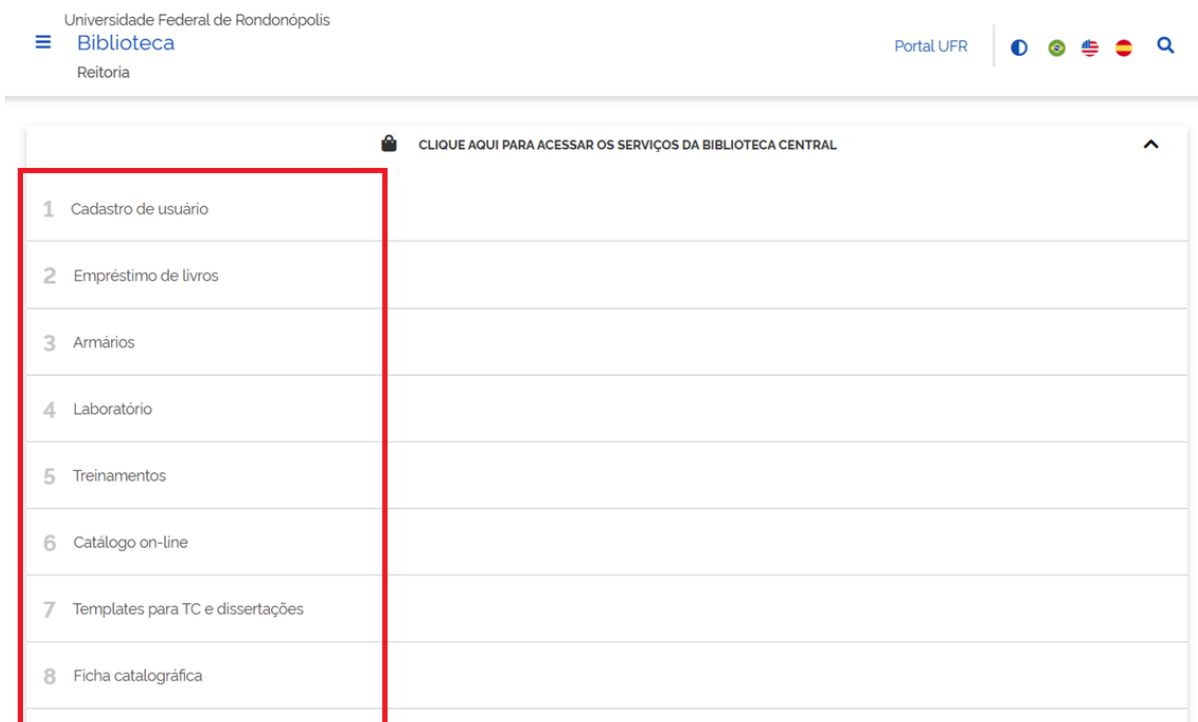 Universidade Federal de Rondonópolis
Biblioteca
Reitoria
Portal UFR
CLIQUE AQUI PARA ACESSAR OS SERVIÇOS DA BIBLIOTECA CENTRAL
1 Cadastro de usuário
2 Empréstimo de livros
3 Armários
4 Laboratório
5 Treinamentos
6 Catálogo on-line
7 Templates para TC e dissertações
8 Ficha catalográfica